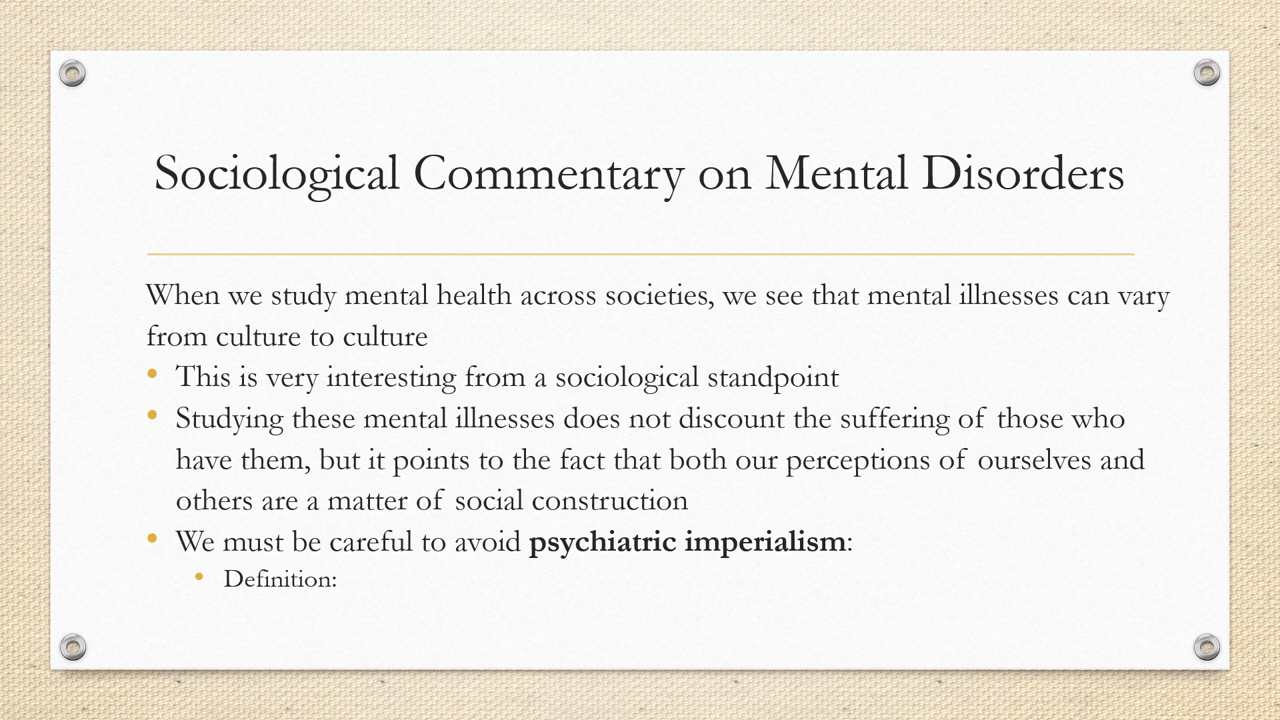 Sociological Commentary on Mental Disorders
When we study mental health across societies, we see that mental illnesses can vary
from culture to culture
• This is very interesting from a sociological standpoint
• Studying these mental illnesses does not discount the suffering of those who
have them, but it points to the fact that both our perceptions of ourselves and
others are a matter of social construction
• We must be careful to avoid psychiatric imperialism:
• Definition: